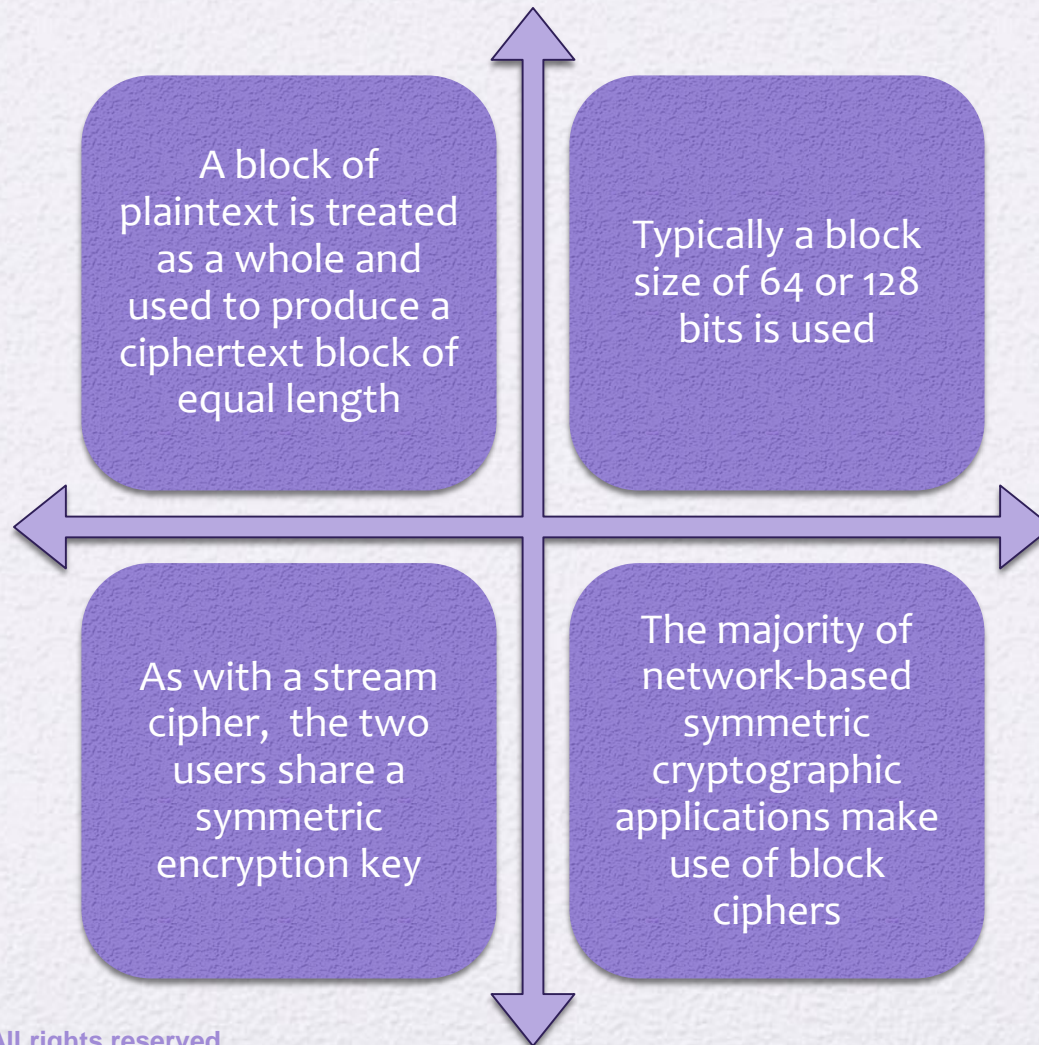 A block of
plaintext is treated
as a whole and
used to produce a
ciphertext block of
equal length
Typically a block
size of 64 or 128
bits is used
As with a stream
cipher, the two
users share a
symmetric
encryption key
The majority of
network-based
symmetric
cryptographic
applications make
use of block
ciphers
All rights reserved